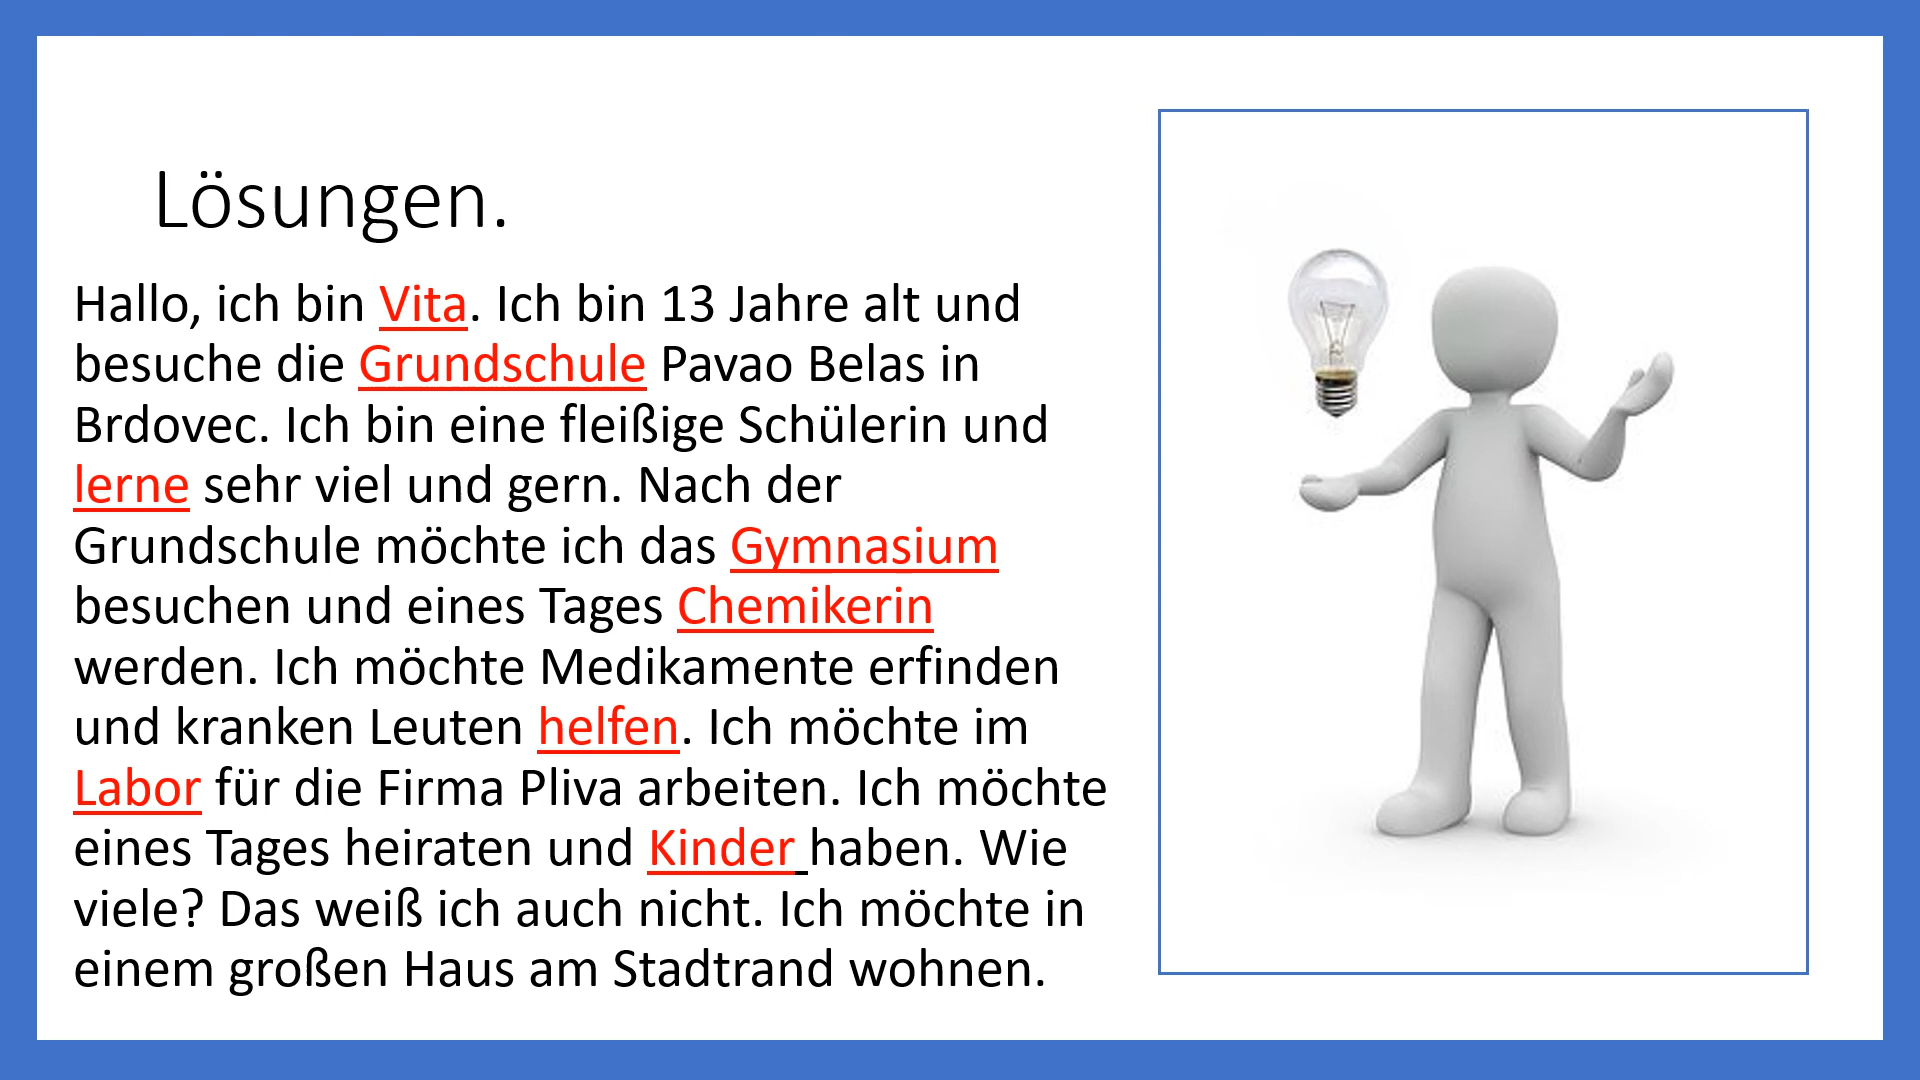 Lösungen.
Hallo, ich bin Vita. Ich bin 13 Jahre alt und
besuche die Grundschule Pavao Belas in
Brdovec. Ich bin eine fleißige Schülerin und
lerne sehr viel und gern. Nach der
Grundschule möchte ich das Gymnasium
besuchen und eines Tages Chemikerin
werden. Ich möchte Medikamente erfinden
und kranken Leuten helfen. Ich möchte im
Labor für die Firma Pliva arbeiten. Ich möchte
eines Tages heiraten und Kinder haben. Wie
viele? Das weiß ich auch nicht. Ich möchte in
einem großen Haus am Stadtrand wohnen.